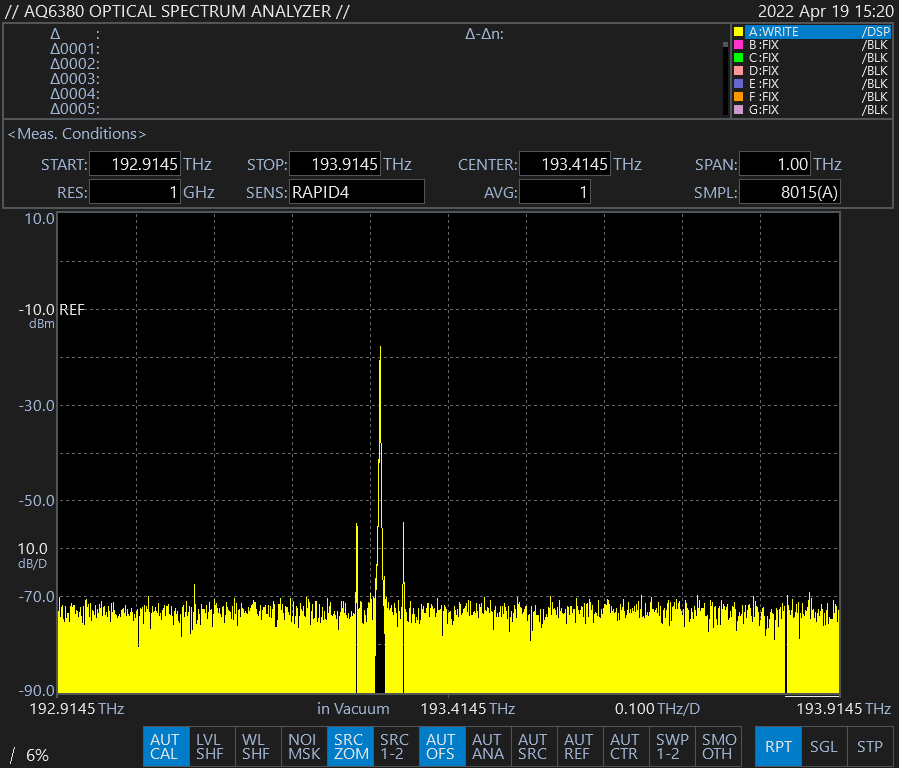 // AQ6380 OPTICAL SPECTRUM ANALYZER // 2022 Apr 19 15:20
Δ : Δ-Δn:
Δ0001:
Δ0002:
Δ0003:
Δ0004:
Δ0005:
A:WRITE /DSP
B:FIX /BLK
C:FIX /BLK
D:FIX /BLK
E:FIX /BLK
F:FIX /BLK
G:FIX /BLK
<Meas. Conditions>
START: 192.9145 THz STOP: 193.9145 THz CENTER: 193.4145 THz SPAN: 1.00 THz
RES: 1 GHz SENS: RAPID4 AVG: 1 SMPL: 8015(A)
10.0
-10.0 REF
dBm
-30.0
-50.0
10.0
dB/D
-70.0
-90.0
192.9145 THz in Vacuum 193.4145 THz 0.100 THz/D 193.9145 THz
/ 6%
AUT CAL
LVL SHF
WL SHF
NOI MSK
SRC ZOM
SRC 1-2
AUT OFS
AUT ANA
AUT SRC
AUT REF
AUT CTR
SWP 1-2
SMO OTH
RPT
SGL
STP